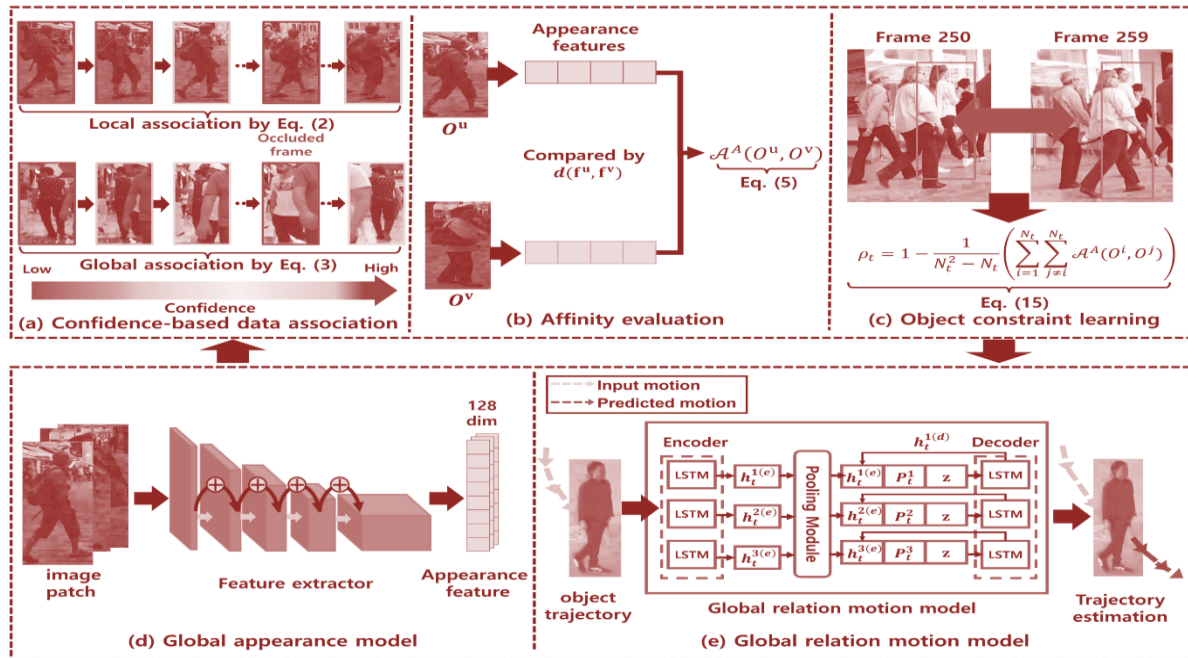 Local association by Eq. (2)
Occluded
frame
Global association by Eq. (3)
Low
High
Confidence
(a) Confidence-based data association
Appearance
features
O^u
Compared by
d(f^u, f^v)
𝒜^A(O^u, O^v)
Eq. (5)
O^v
(b) Affinity evaluation
Frame 250
Frame 259
ρ_t = 1 − \frac{1}{N_t^2 − N_t} ( \sum_{i=1}^{N_t} \sum_{j≠i}^{N_t} 𝒜^A(O^i, O^j) )
Eq. (15)
(c) Object constraint learning
128
dim
image
patch
Feature extractor
Appearance
feature
(d) Global appearance model
Input motion
Predicted motion
Encoder
h_t^{1(d)}
Decoder
LSTM h_t^{1(e)} h_t^{1(e)} P_t^1 z LSTM
LSTM h_t^{2(e)} h_t^{2(e)} P_t^2 z LSTM
LSTM h_t^{3(e)} h_t^{3(e)} P_t^3 z LSTM
Pooling Module
object
trajectory
Global relation motion model
Trajectory
estimation
(e) Global relation motion model